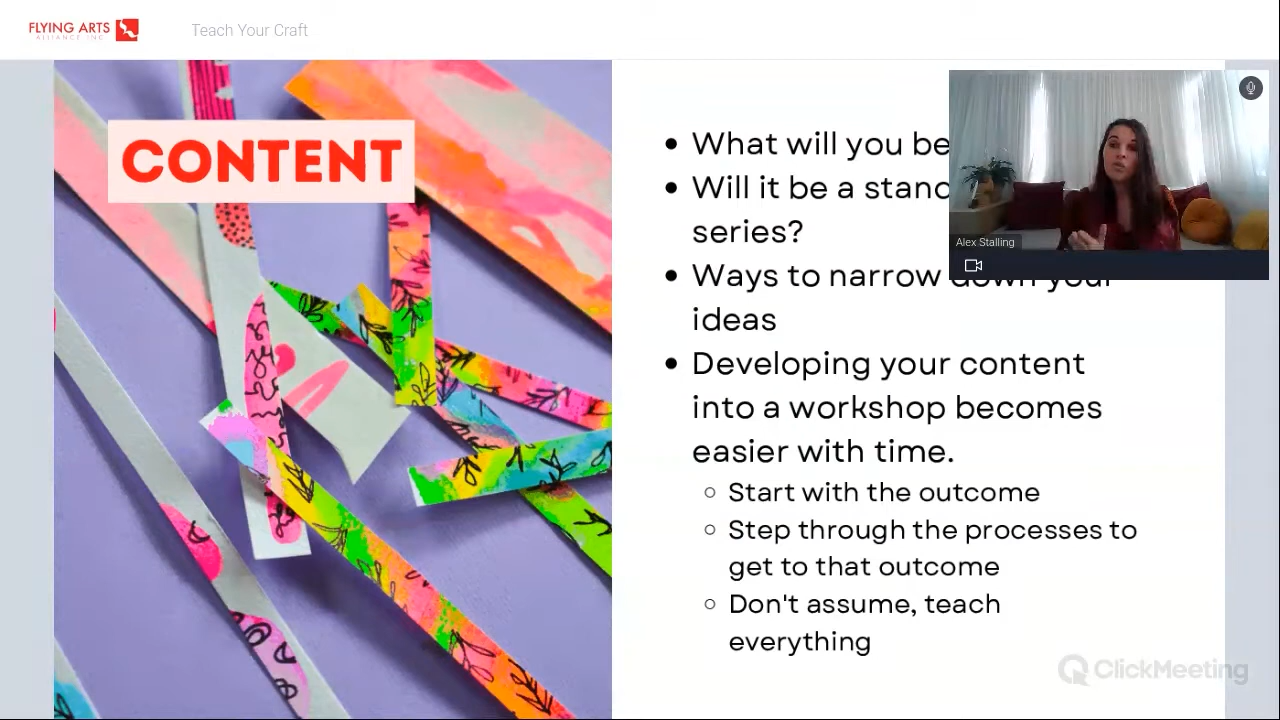 FLYING ARTS
ALLIANCE INC
Teach Your Craft
CONTENT
What will you be
Will it be a stand
series?
Ways to narrow down your
ideas
Developing your content
into a workshop becomes
easier with time.
Start with the outcome
Step through the processes to
get to that outcome
Don't assume, teach
everything
Alex Stalling
ClickMeeting